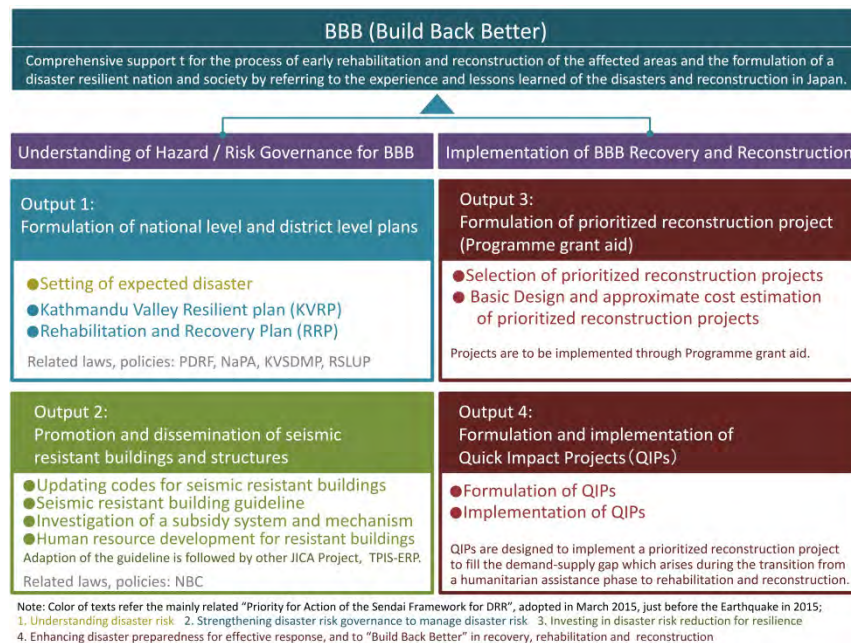 BBB (Build Back Better)
Comprehensive support t for the process of early rehabilitation and reconstruction of the affected areas and the formulation of a
disaster resilient nation and society by referring to the experience and lessons learned of the disasters and reconstruction in Japan.
Understanding of Hazard / Risk Governance for BBB
Implementation of BBB Recovery and Reconstruction
Output 1:
Formulation of national level and district level plans
●Setting of expected disaster
●Kathmandu Valley Resilient plan (KVRP)
●Rehabilitation and Recovery Plan (RRP)
Related laws, policies: PDRF, NaPA, KVSDMP, RSLUP
Output 3:
Formulation of prioritized reconstruction project
(Programme grant aid)
●Selection of prioritized reconstruction projects
● Basic Design and approximate cost estimation
of prioritized reconstruction projects
Projects are to be implemented through Programme grant aid.
Output 2:
Promotion and dissemination of seismic
resistant buildings and structures
●Updating codes for seismic resistant buildings
●Seismic resistant building guideline
●Investigation of a subsidy system and mechanism
●Human resource development for resistant buildings
Adaption of the guideline is followed by other JICA Project, TPIS-ERP.
Related laws, policies: NBC
Output 4:
Formulation and implementation of
Quick Impact Projects(QIPs)
●Formulation of QIPs
●Implementation of QIPs
QIPs are designed to implement a prioritized reconstruction project
to fill the demand-supply gap which arises during the transition from
a humanitarian assistance phase to rehabilitation and reconstruction.
Note: Color of texts refer the mainly related "Priority for Action of the Sendai Framework for DRR", adopted in March 2015, just before the Earthquake in 2015;
1. Understanding disaster risk 2. Strengthening disaster risk governance to manage disaster risk 3. Investing in disaster risk reduction for resilience
4. Enhancing disaster preparedness for effective response, and to "Build Back Better" in recovery, rehabilitation and reconstruction